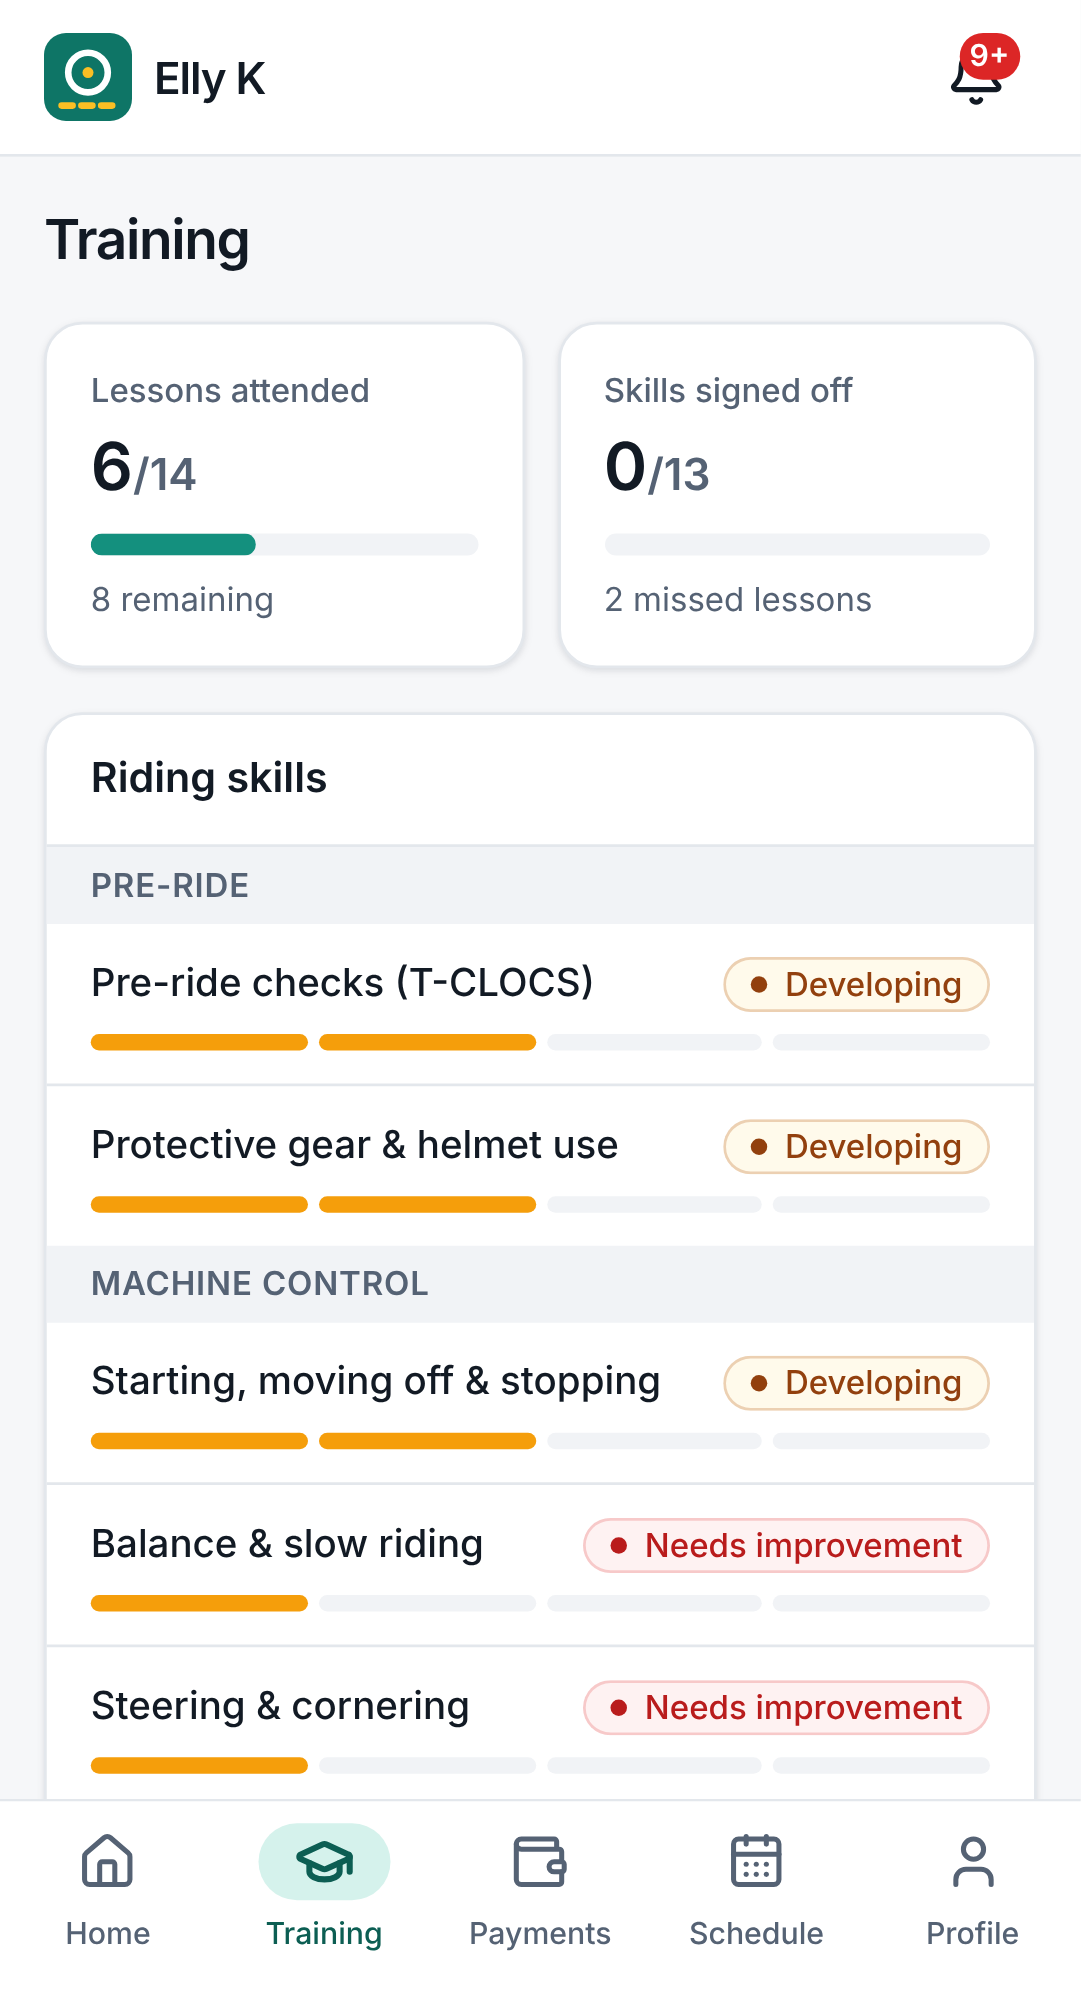 Elly K
9+
Training
Lessons attended
6/14
8 remaining
Skills signed off
0/13
2 missed lessons
Riding skills
PRE-RIDE
Pre-ride checks (T-CLOCS)
Developing
Protective gear & helmet use
Developing
MACHINE CONTROL
Starting, moving off & stopping
Developing
Balance & slow riding
Needs improvement
Steering & cornering
Needs improvement
Home
Training
Payments
Schedule
Profile